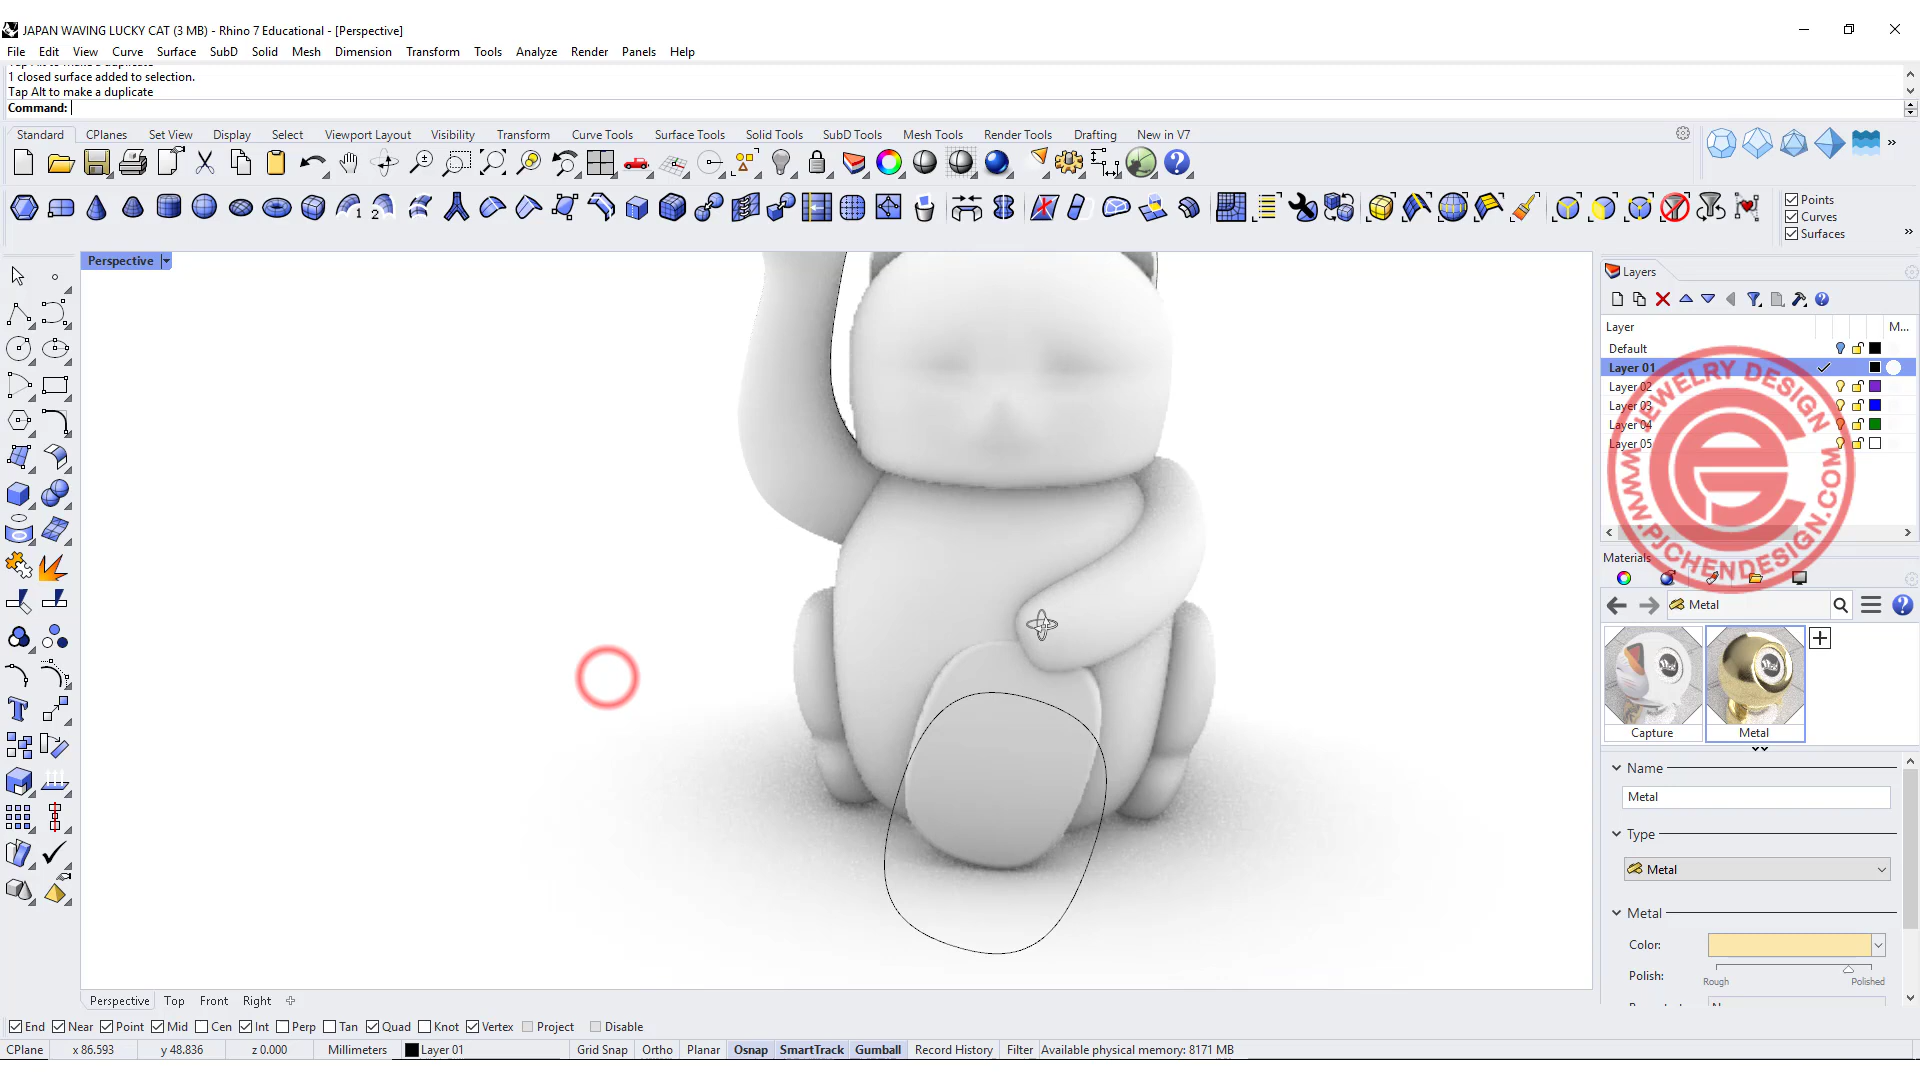 JAPAN WAVING LUCKY CAT (3 MB) - Rhino 7 Educational - [Perspective]
File Edit View Curve Surface SubD Solid Mesh Dimension Transform Tools Analyze Render Panels Help
1 closed surface added to selection.
Tap Alt to make a duplicate
Command:
Standard CPlanes Set View Display Select Viewport Layout Visibility Transform Curve Tools Surface Tools Solid Tools SubD Tools Mesh Tools Render Tools Drafting New in V7
Points
Curves
Surfaces
Perspective
Layers
Layer M...
Default
Layer 01
Layer 02
Layer 03
Layer 04
Layer 05
JEWELRY DESIGN
WWW.PJCHENDESIGN.COM
Materials
Metal
Capture Metal
Name
Metal
Type
Metal
Metal
Color:
Polish:
Rough Polished
Perspective Top Front Right
End Near Point Mid Cen Int Perp Tan Quad Knot Vertex Project Disable
CPlane x 86.593 y 48.836 z 0.000 Millimeters Layer 01 Grid Snap Ortho Planar Osnap SmartTrack Gumball Record History Filter Available physical memory: 8171 MB